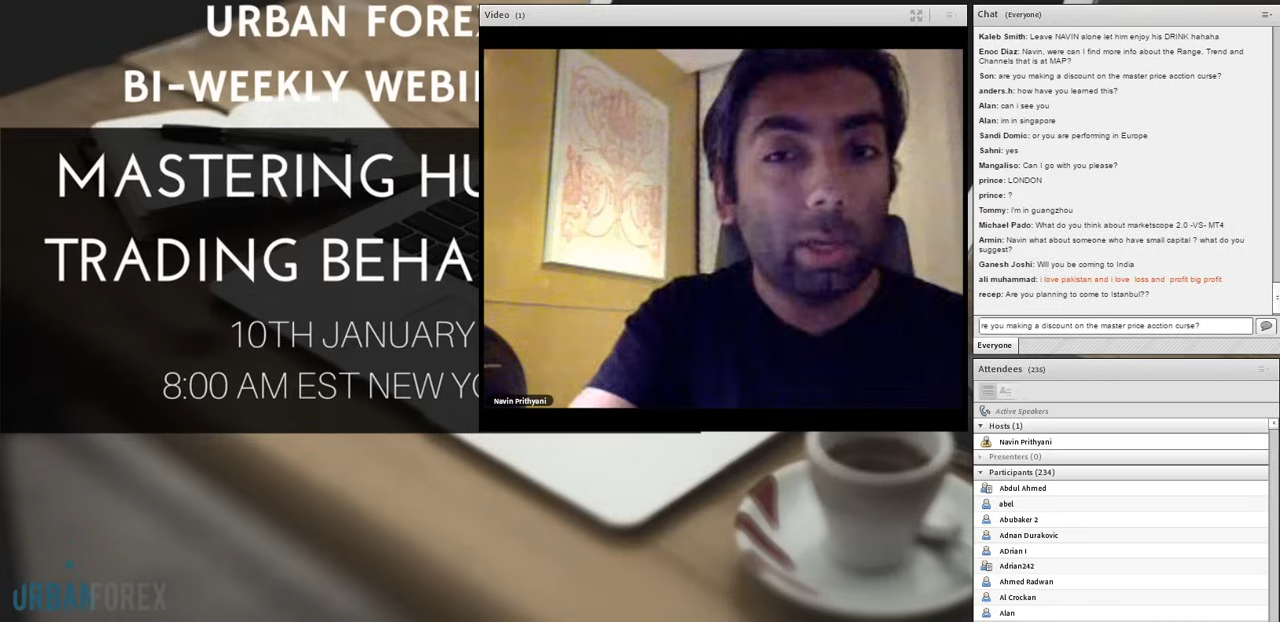 URBAN FORE
BI-WEEKLY WEBI
MASTERING HU
TRADING BEHA
10TH JANUARY
8:00 AM EST NEW YO
URBANFOREX
Video (1)
Navin Prithyani
Chat (Everyone)
Kaleb Smith: Leave NAVIN alone let him enjoy his DRINK hahaha
Enoc Diaz: Navin, were can I find more info about the Range, Trend and
Channels that is at MAP?
Son: are you making a discount on the master price acction curse?
anders.h: how have you learned this?
Alan: can i see you
Alan: im in singapore
Sandi Domic: or you are performing in Europe
Sahni: yes
Mangaliso: Can I go with you please?
prince: LONDON
prince: ?
Tommy: i'm in guangzhou
Michael Pado: What do you think about marketscope 2.0 -VS- MT4
Armin: Navin what about someone who have small capital ? what do you
suggest?
Ganesh Joshi: Will you be coming to India
ali muhammad: i love pakistan and i love loss and profit big profit
recep: Are you planning to come to Istanbul??
re you making a discount on the master price acction curse?
Everyone
Attendees (235)
Active Speakers
Hosts (1)
Navin Prithyani
Presenters (0)
Participants (234)
Abdul Ahmed
abel
Abubaker 2
Adnan Durakovic
ADrian I
Adrian242
Ahmed Radwan
Al Crockan
Alan